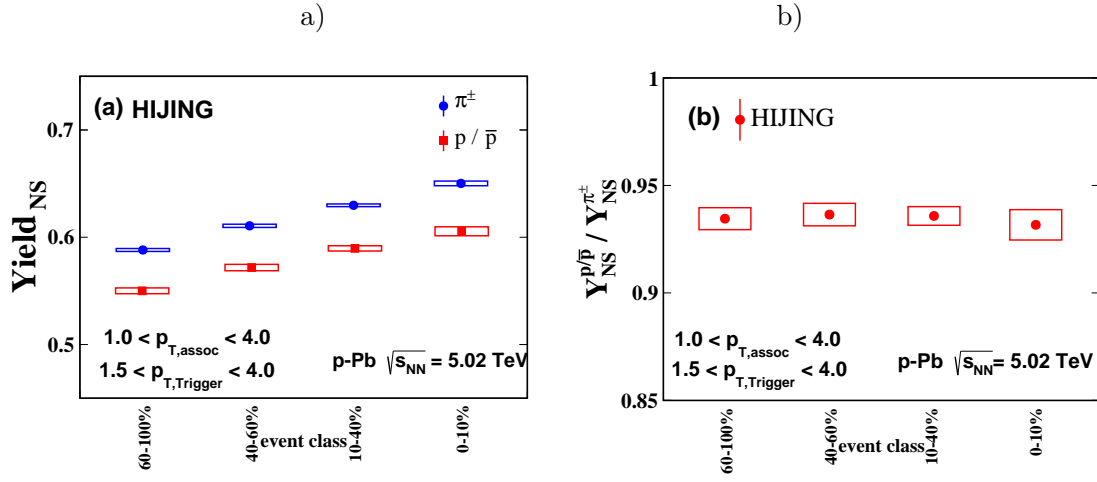 a)
(a) HIJING
π±
p / p̅
Yield NS
0.7
0.6
0.5
1.0 < p T,assoc < 4.0
1.5 < p T,Trigger < 4.0
p-Pb √sNN = 5.02 TeV
60-100%
40-60%
10-40%
0-10%
event class
b)
(b) HIJING
Y NS p/p̅ / Y NS π±
1
0.95
0.9
0.85
1.0 < p T,assoc < 4.0
1.5 < p T,Trigger < 4.0
p-Pb √sNN = 5.02 TeV
60-100%
40-60%
10-40%
0-10%
event class